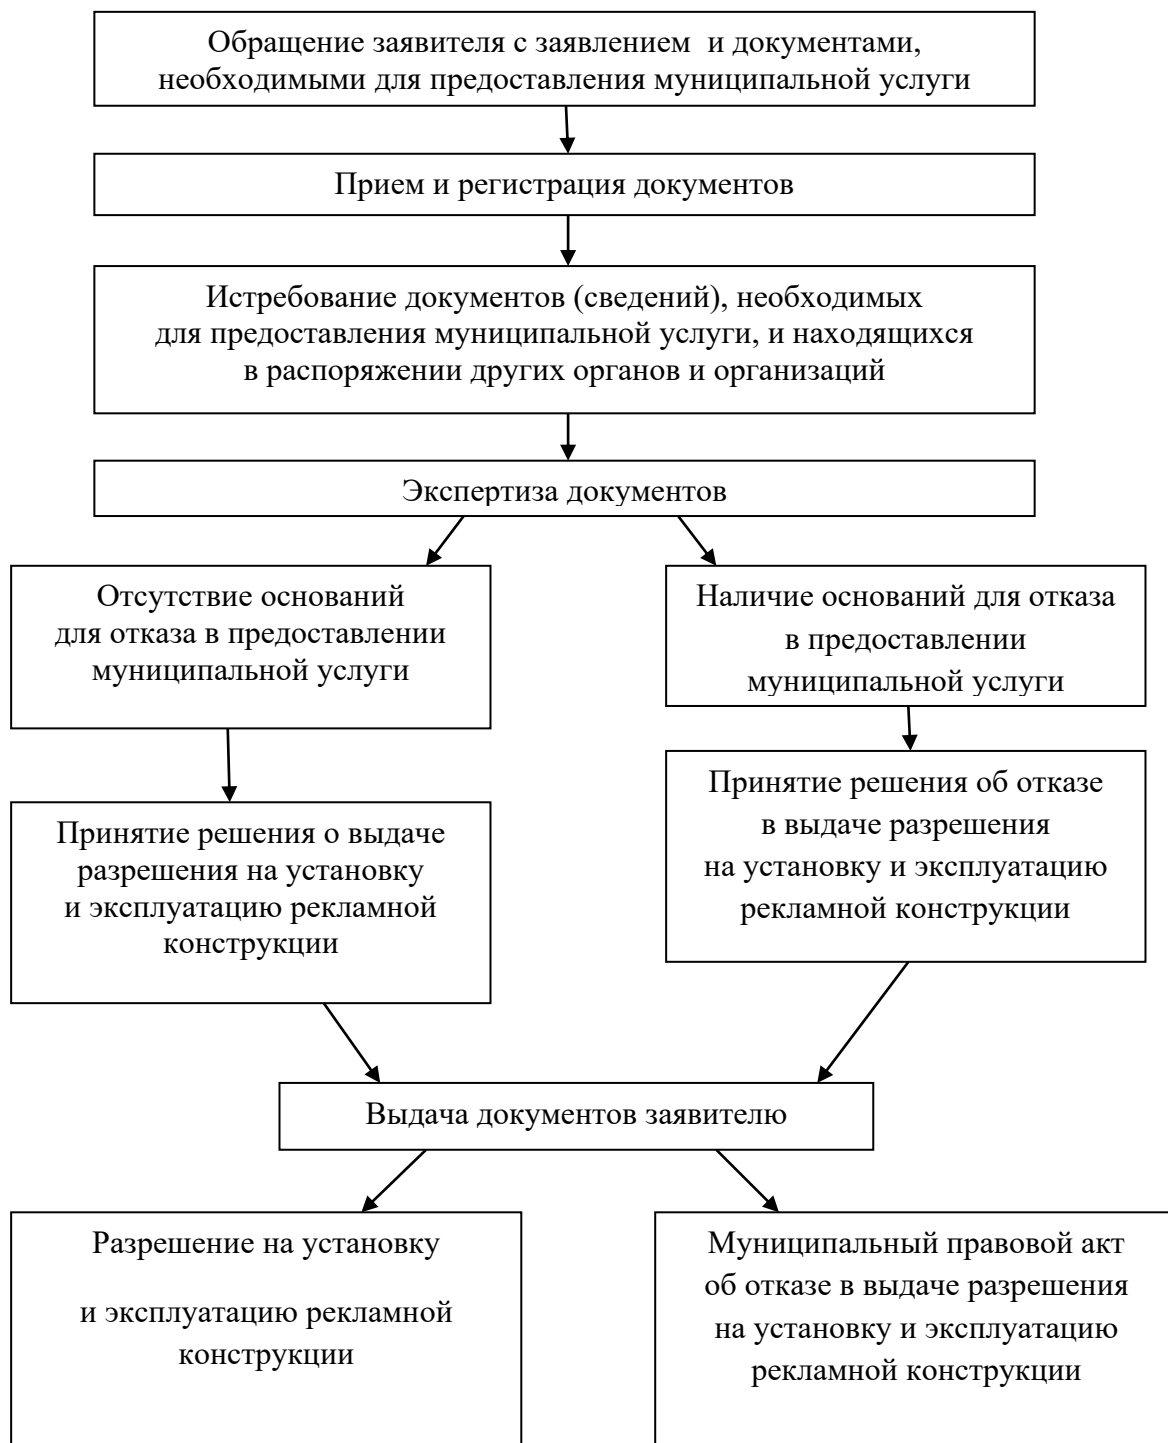 Обращение заявителя с заявлением и документами,
необходимыми для предоставления муниципальной услуги
Прием и регистрация документов
Истребование документов (сведений), необходимых
для предоставления муниципальной услуги, и находящихся
в распоряжении других органов и организаций
Экспертиза документов
Отсутствие оснований
для отказа в предоставлении
муниципальной услуги
Наличие оснований для отказа
в предоставлении
муниципальной услуги
Принятие решения о выдаче
разрешения на установку
и эксплуатацию рекламной
конструкции
Принятие решения об отказе
в выдаче разрешения
на установку и эксплуатацию
рекламной конструкции
Выдача документов заявителю
Разрешение на установку
и эксплуатацию рекламной
конструкции
Муниципальный правовой акт
об отказе в выдаче разрешения
на установку и эксплуатацию
рекламной конструкции